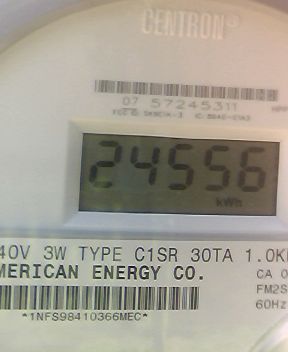 CENTRON®
07 57245311
24556
kWh
40V 3W TYPE C1SR 30TA 1.0K
MERICAN ENERGY CO.
CA 0
FM2S
60Hz
*1NFS98410366MEC*